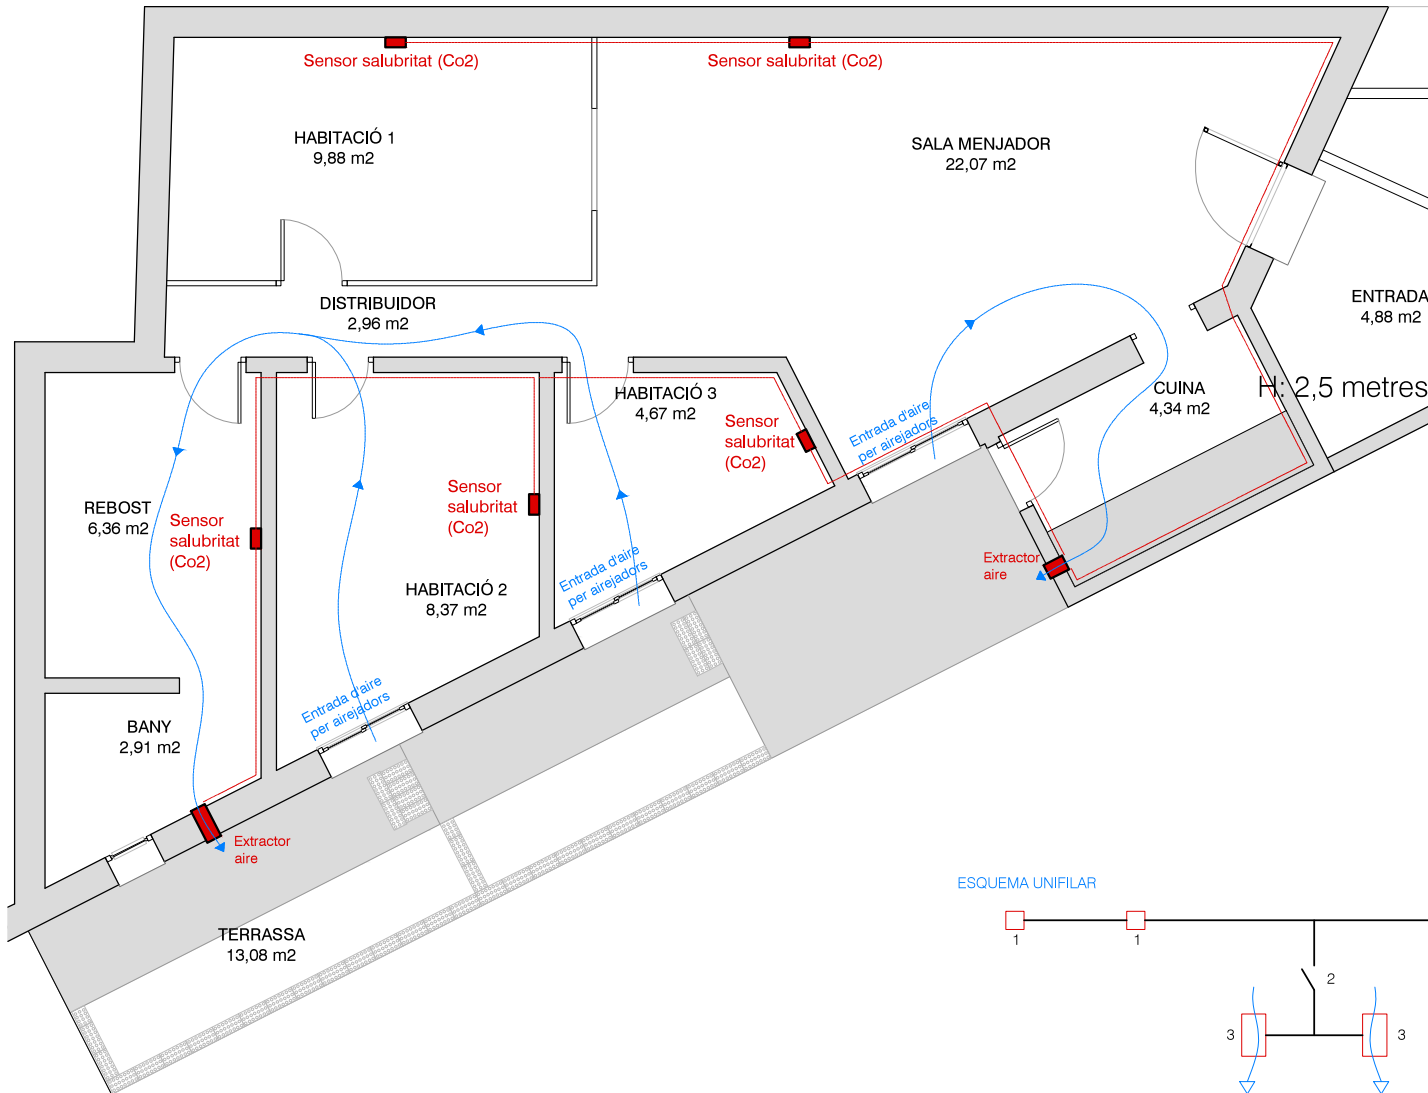 Sensor salubritat (Co2)
Sensor salubritat (Co2)
HABITACIÓ 1
9,88 m2
SALA MENJADOR
22,07 m2
DISTRIBUIDOR
2,96 m2
ENTRADA
4,88 m2
HABITACIÓ 3
4,67 m2
CUINA
4,34 m2
H: 2,5 metres
Sensor
salubritat
(Co2)
Entrada d'aire
per airejadors
REBOST
6,36 m2
Sensor
salubritat
(Co2)
Sensor
salubritat
(Co2)
Entrada d'aire
per airejadors
Extractor
aire
HABITACIÓ 2
8,37 m2
Entrada d'aire
per airejadors
BANY
2,91 m2
Extractor
aire
TERRASSA
13,08 m2
ESQUEMA UNIFILAR
1
1
2
3
3